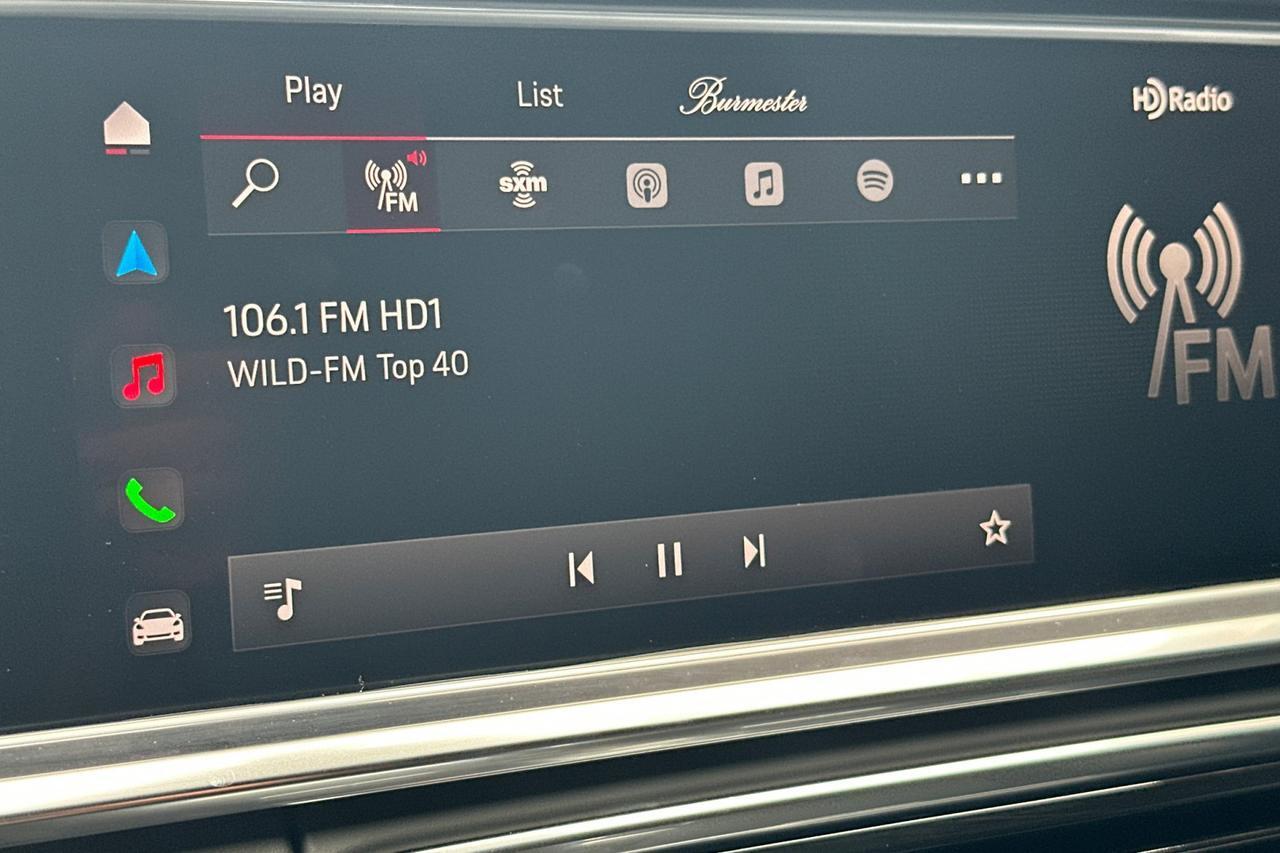 Play
List
Burmester
HD Radio
FM
sxm
106.1 FM HD1
WILD-FM Top 40
FM